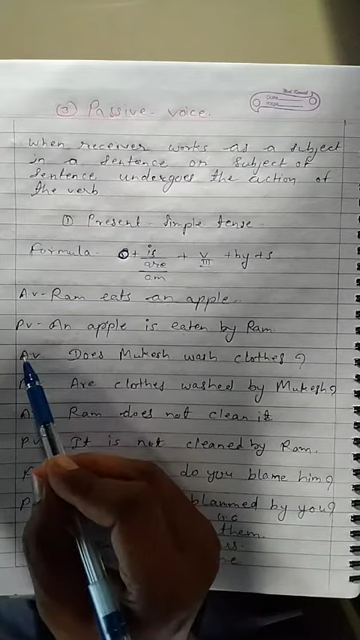 ② Passive voice.
When receiver works as a subject
in a sentence or subject of
sentence undergoes the action of
the verb
① Present Simple tense.
Formula O + is + V + by + s
are III
am
Av - Ram eats an apple.
Pv - An apple is eaten by Ram
Av Does Mukesh wash clothes?
Are clothes washed by Mukesh?
Ram does not clean it
Pv It is not cleaned by Ram.
do you blame him?
blammed by you?
them.